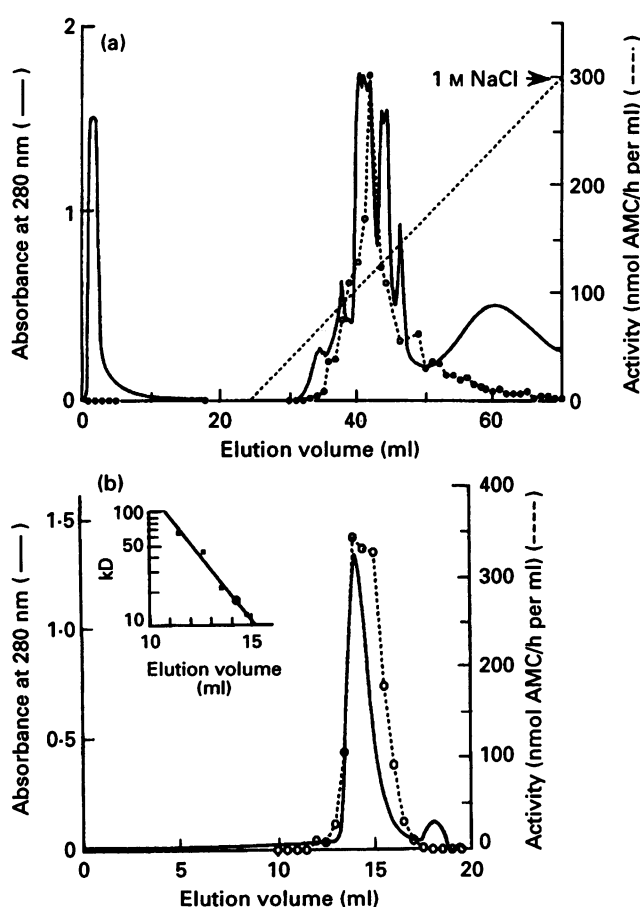 (a)
2
1
0
Absorbance at 280 nm ( — )
0 20 40 60
Elution volume (ml)
1 M NaCl
300
200
100
0
Activity (nmol AMC/h per ml) ( ---- )
(b)
1·5
1·0
0·5
0
Absorbance at 280 nm ( — )
100
50
10
kD
10 15
Elution volume
(ml)
400
300
200
100
0
Activity (nmol AMC/h per ml) (----)
0 5 10 15 20
Elution volume (ml)